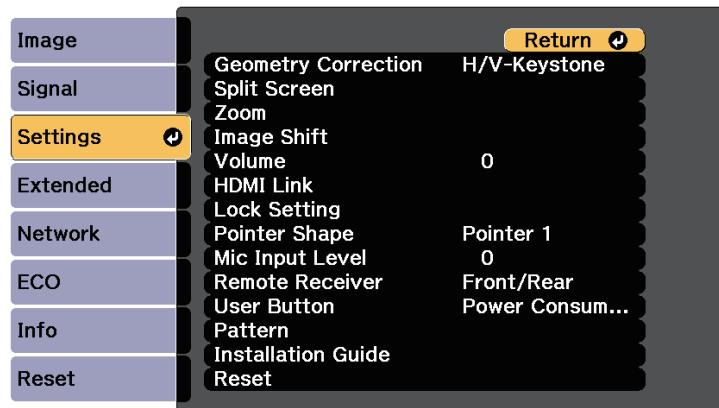 Image
Signal
Settings
Extended
Network
ECO
Info
Reset
Return
Geometry Correction H/V-Keystone
Split Screen
Zoom
Image Shift
Volume 0
HDMI Link
Lock Setting
Pointer Shape Pointer 1
Mic Input Level 0
Remote Receiver Front/Rear
User Button Power Consum...
Pattern
Installation Guide
Reset